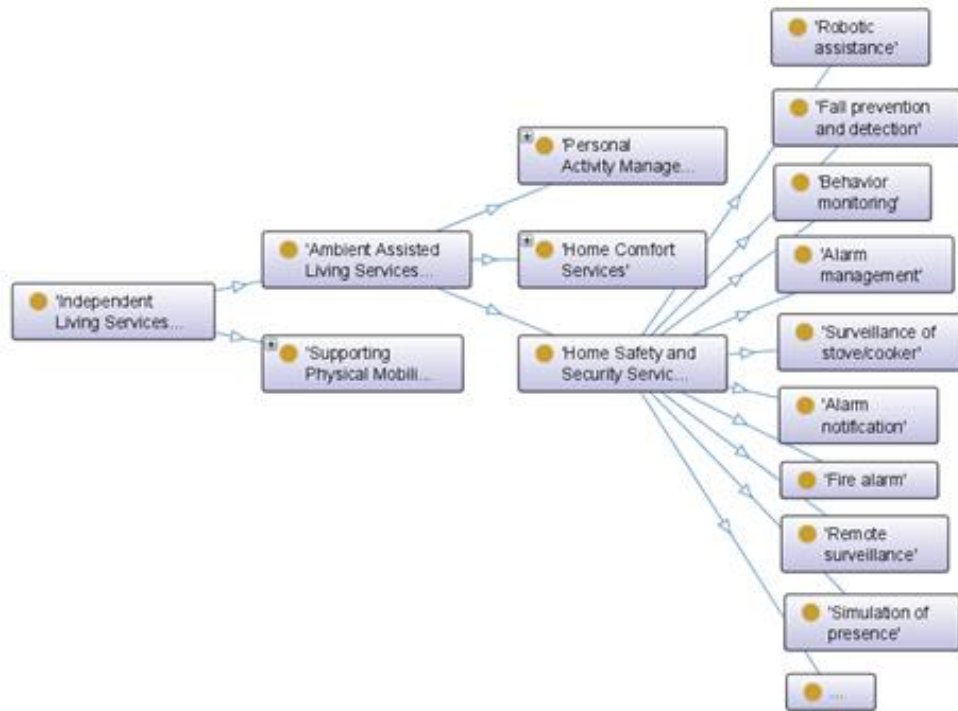 'Independent
Living Services...
'Ambient Assisted
Living Services...
'Supporting
Physical Mobili...
'Personal
Activity Manage...
'Home Comfort
Services'
'Home Safety and
Security Servic...
'Robotic
assistance'
'Fall prevention
and detection'
'Behavior
monitoring'
'Alarm
management'
'Surveillance of
stove/cooker'
'Alarm
notification'
'Fire alarm'
'Remote
surveillance'
'Simulation of
presence'
....